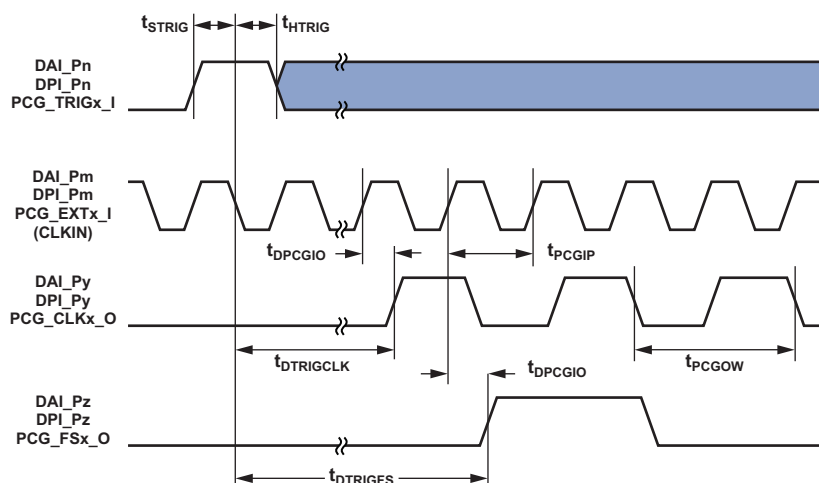 tSTRIG
tHTRIG
DAI_Pn
DPI_Pn
PCG_TRIGx_I
DAI_Pm
DPI_Pm
PCG_EXTx_I
(CLKIN)
tDPCGIO
tPCGIP
DAI_Py
DPI_Py
PCG_CLKx_O
tDTRIGCLK
tDPCGIO
tPCGOW
DAI_Pz
DPI_Pz
PCG_FSx_O
tDTRIGFS